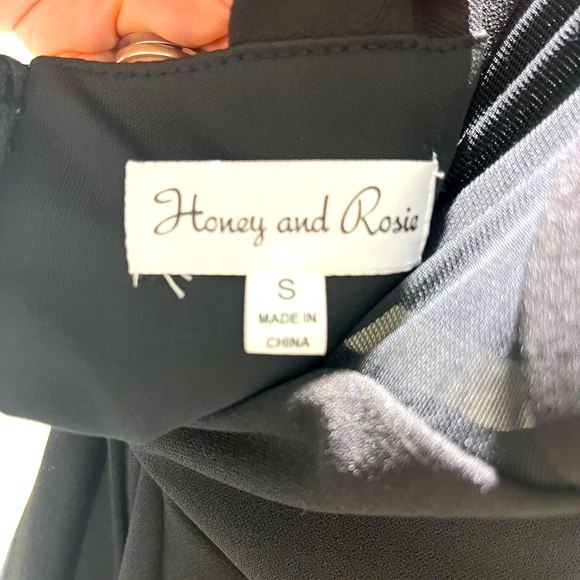 Honey and Rosie
S
MADE IN
CHINA